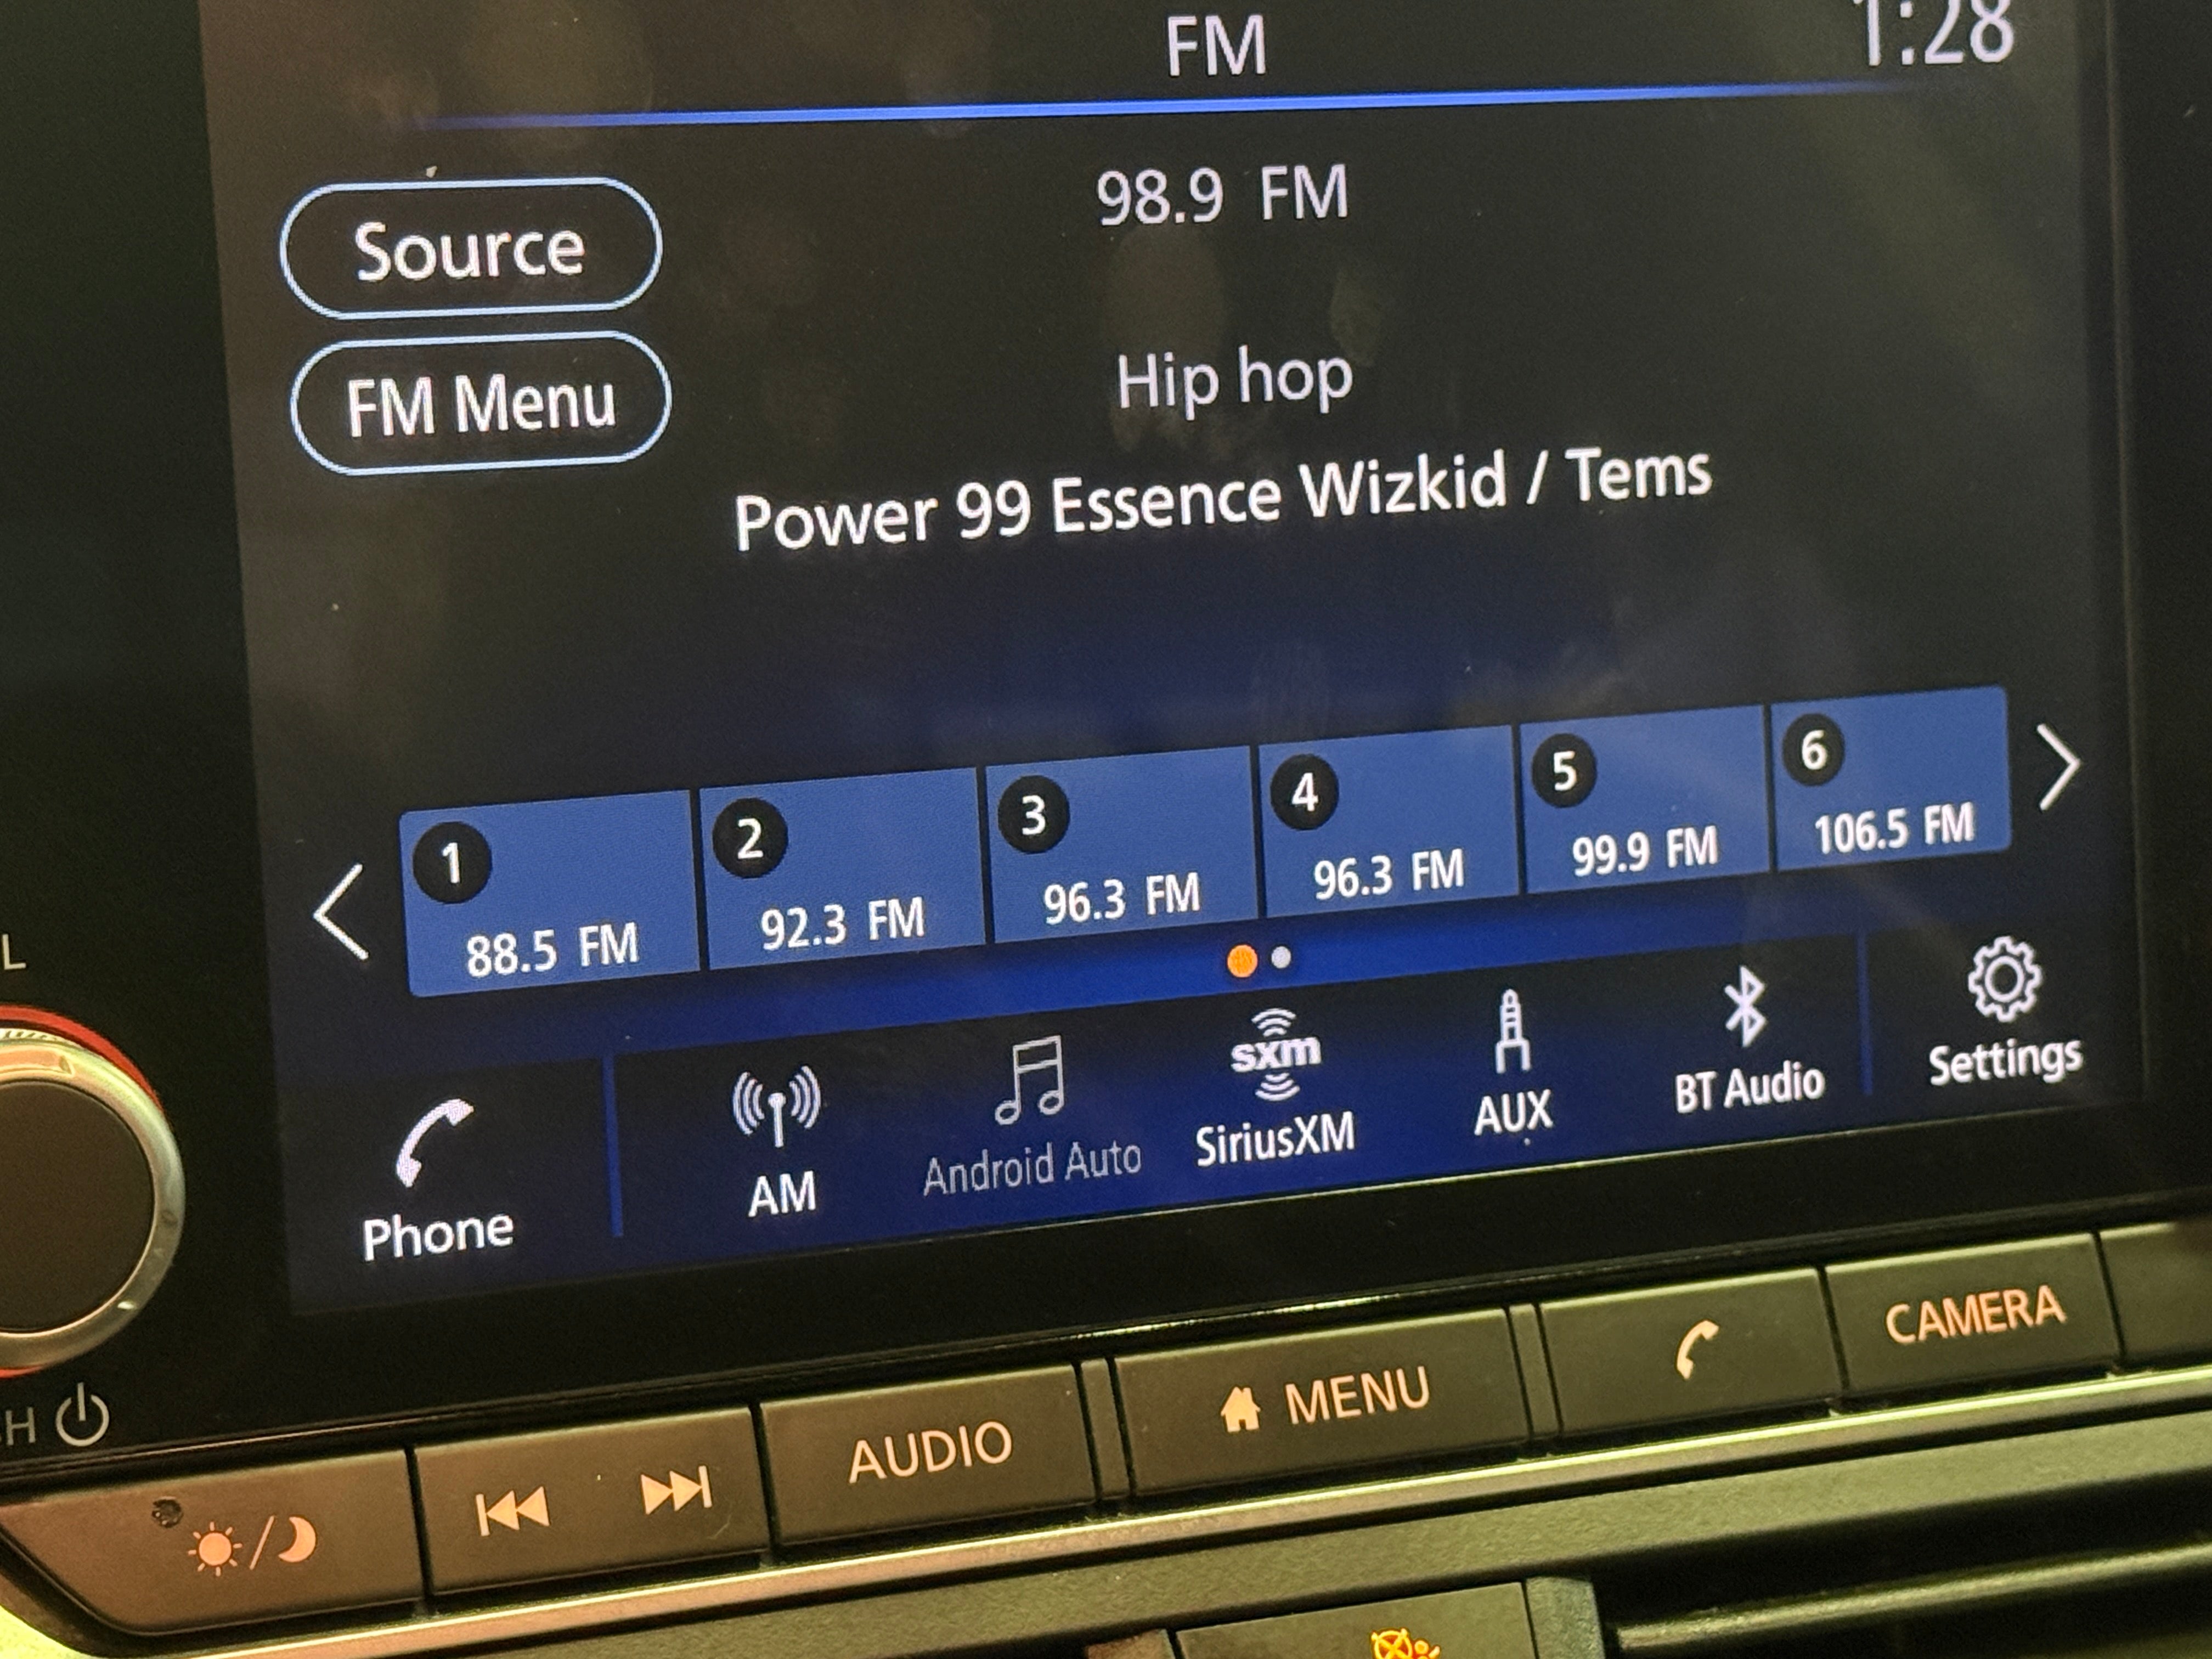 FM
1:28
98.9 FM
Source
Hip hop
FM Menu
Power 99 Essence Wizkid / Tems
1
2
3
4
5
6
88.5 FM
92.3 FM
96.3 FM
96.3 FM
99.9 FM
106.5 FM
sxm
Phone
AM
Android Auto
SiriusXM
AUX
BT Audio
Settings
L
H
AUDIO
MENU
CAMERA